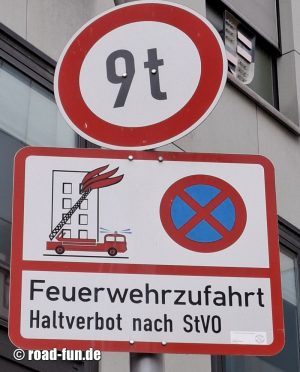 9t
Feuerwehrzufahrt
Haltverbot nach StVO
© road-fun.de